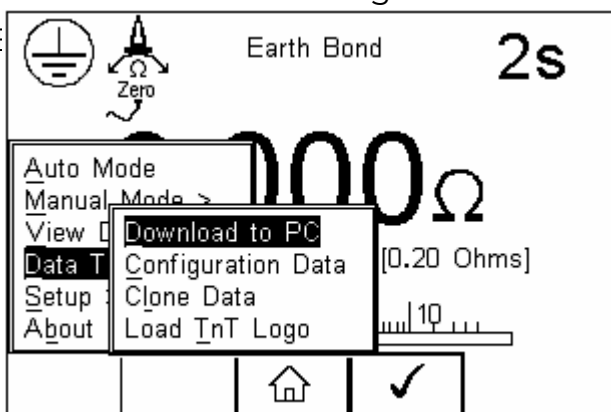 Earth Bond
2s
Ω
Zero
000Ω
Auto Mode
Manual Mode >
View D
Data T
Setup
About
Download to PC
Configuration Data
Clone Data
Load TnT Logo
[0.20 Ohms]
10